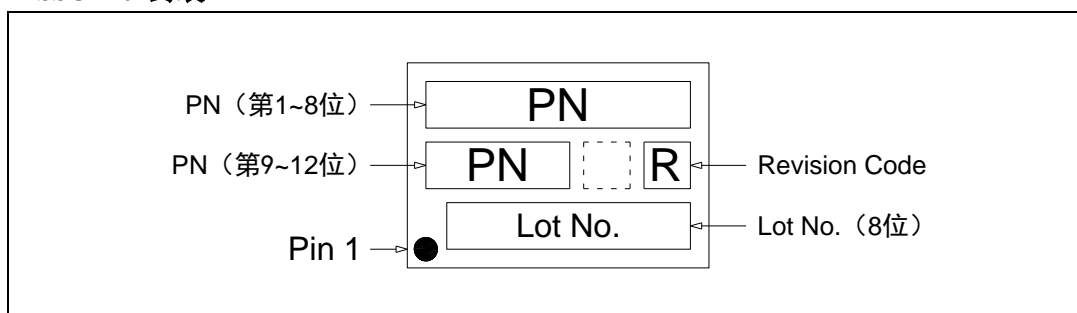 PN（第1~8位）
PN
PN（第9~12位）
PN
R
Revision Code
Lot No.
Lot No.（8位）
Pin 1